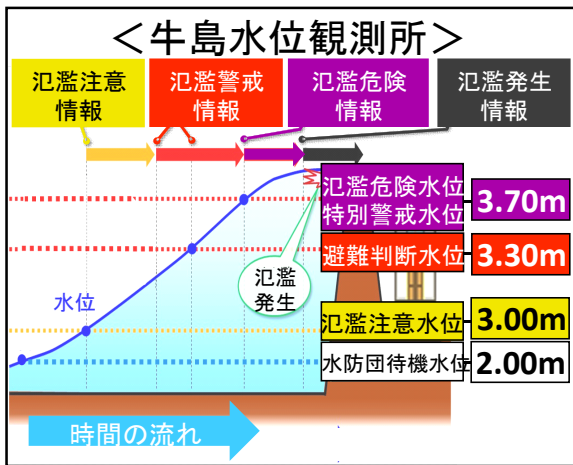 ＜牛島水位観測所＞
氾濫注意
情報
氾濫警戒
情報
氾濫危険
情報
氾濫発生
情報
氾濫危険水位
特別警戒水位
3.70m
避難判断水位
3.30m
氾濫
発生
水位
氾濫注意水位
3.00m
水防団待機水位
2.00m
時間の流れ